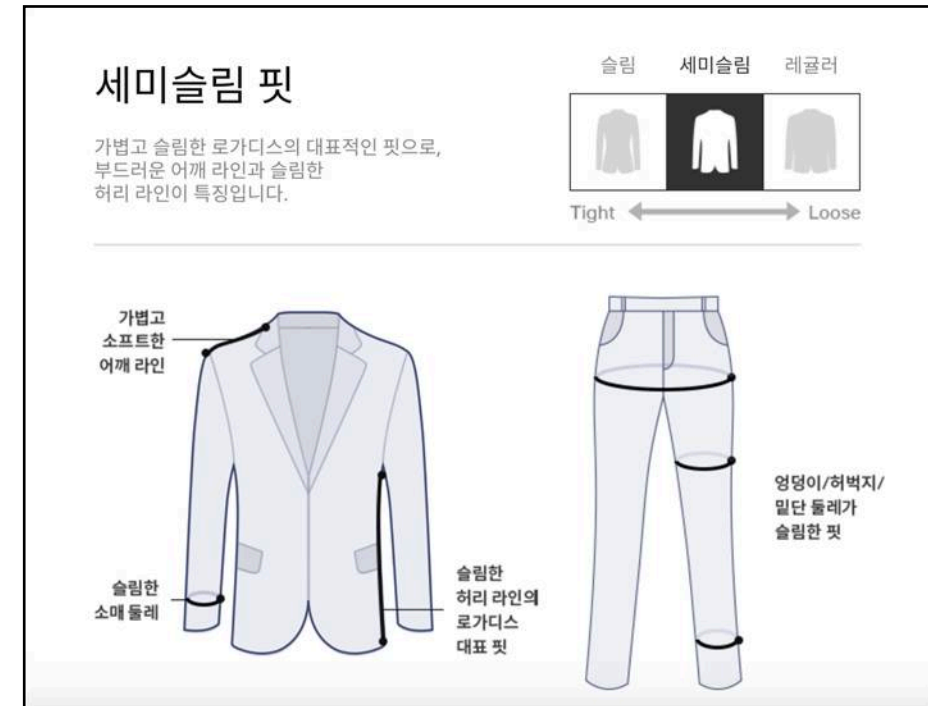 세미슬림 핏
가볍고 슬림한 로가디스의 대표적인 핏으로,
부드러운 어깨 라인과 슬림한
허리 라인이 특징입니다.
슬림 세미슬림 레귤러
Tight Loose
가볍고
소프트한
어깨 라인
슬림한
소매 둘레
슬림한
허리 라인의
로가디스
대표 핏
엉덩이/허벅지/
밑단 둘레가
슬림한 핏